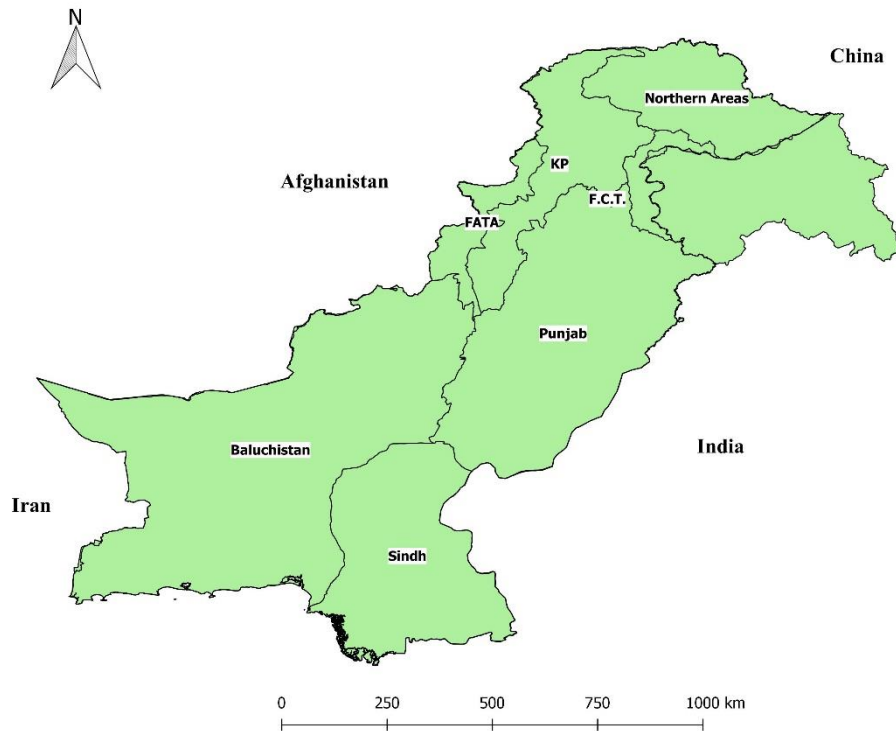 N
China
Northern Areas
KP
Afghanistan
F.C.T.
FATA
Punjab
India
Baluchistan
Iran
Sindh
0 250 500 750 1000 km